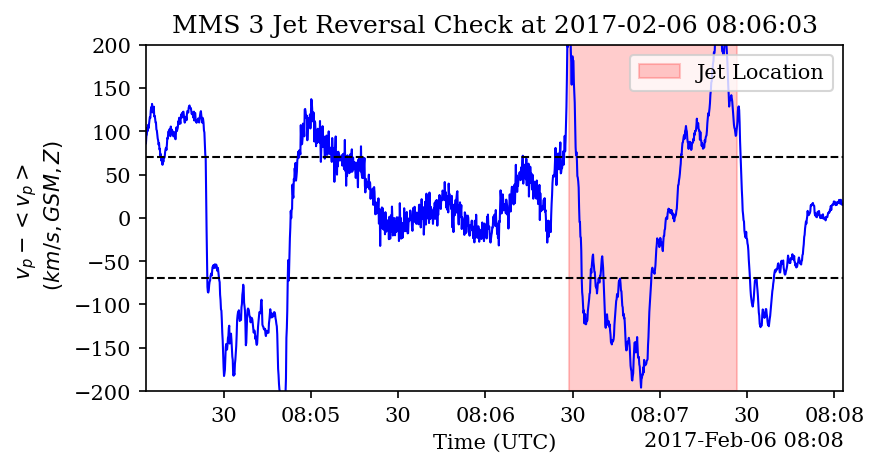 MMS 3 Jet Reversal Check at 2017-02-06 08:06:03
200
150
100
50
0
−50
−100
−150
−200
v_p − < v_p >
(km/s, GSM, Z)
Jet Location
30 08:05 30 08:06 30 08:07 30 08:08
Time (UTC)
2017-Feb-06 08:08